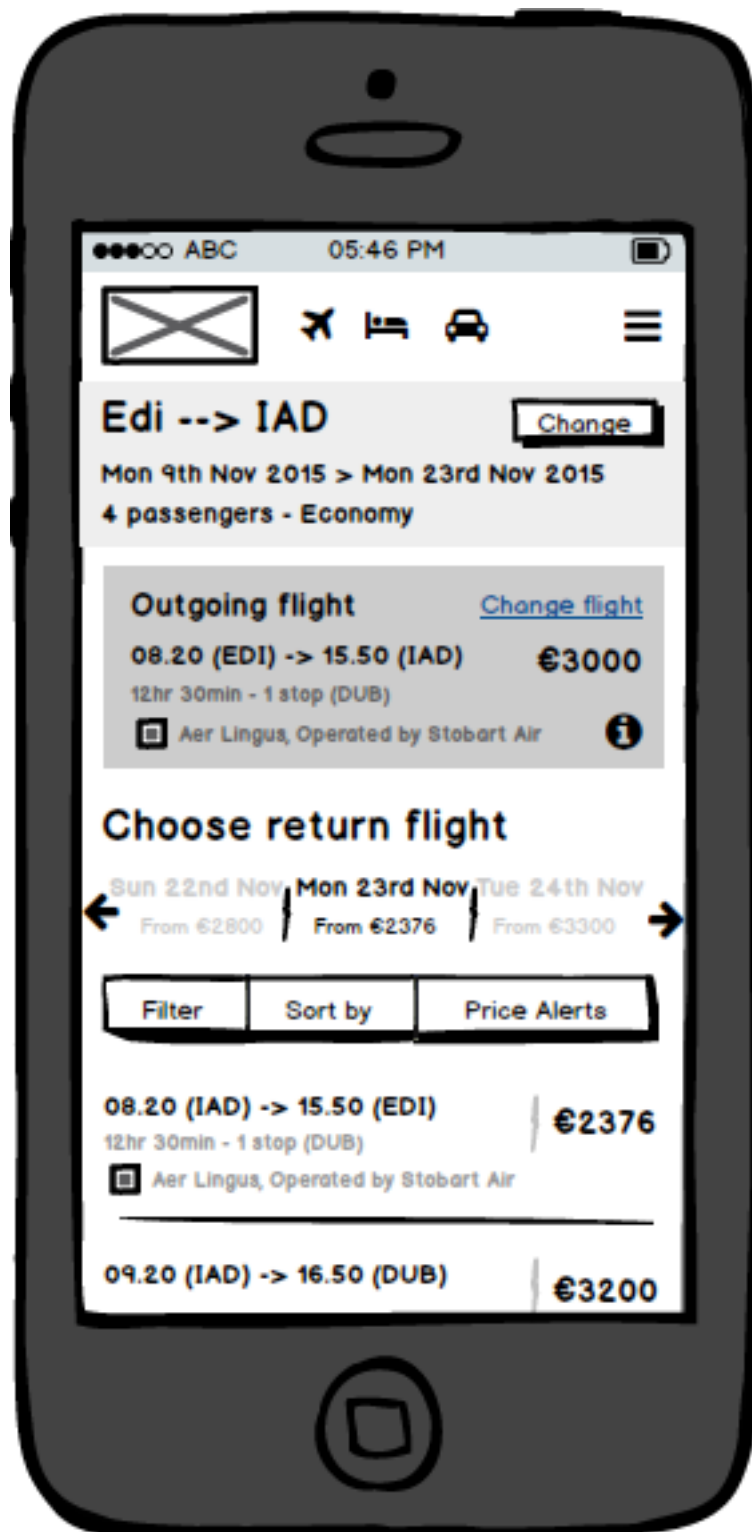 ABC 05:46 PM
Edi --> IAD Change
Mon 9th Nov 2015 > Mon 23rd Nov 2015
4 passengers - Economy
Outgoing flight Change flight
08.20 (EDI) -> 15.50 (IAD) €3000
12hr 30min - 1 stop (DUB)
Aer Lingus, Operated by Stobart Air
Choose return flight
Sun 22nd Nov Mon 23rd Nov Tue 24th Nov
From €2800 From €2376 From €3300
Filter Sort by Price Alerts
08.20 (IAD) -> 15.50 (EDI) €2376
12hr 30min - 1 stop (DUB)
Aer Lingus, Operated by Stobart Air
09.20 (IAD) -> 16.50 (DUB) €3200